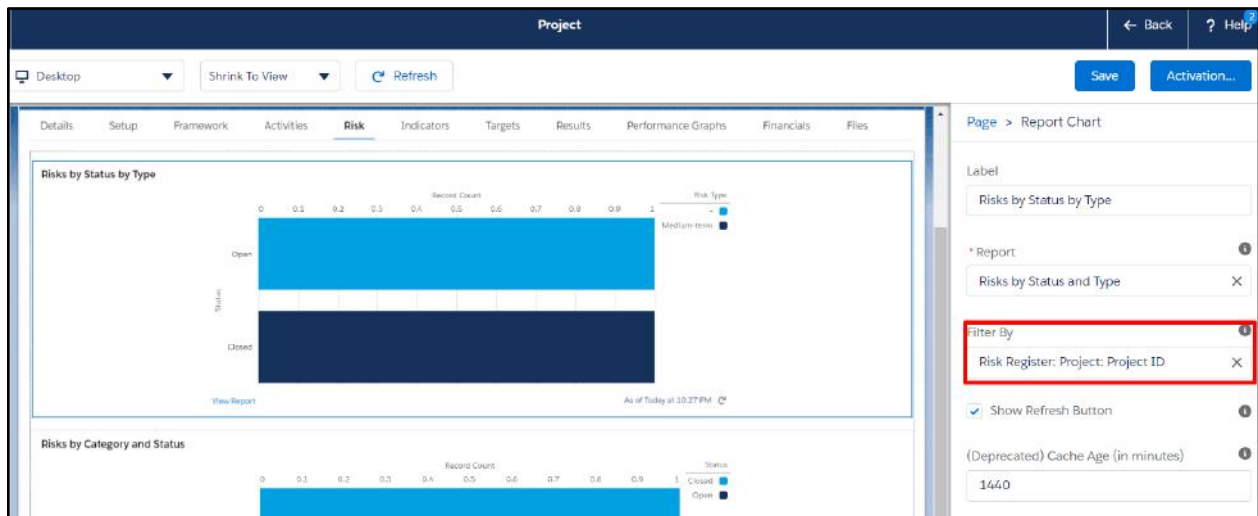 Project
← Back
? Help
2
Desktop
Shrink To View
Refresh
Save
Activation...
Details Setup Framework Activities Risk Indicators Targets Results Performance Graphs Financials Files
Risks by Status by Type
Record Count
0 0.1 0.2 0.3 0.4 0.5 0.6 0.7 0.8 0.9 1
Risk Type
-
Medium-term
Status
Open
Closed
View Report
As of Today at 10:27 PM
Risks by Category and Status
Record Count
0 0.1 0.2 0.3 0.4 0.5 0.6 0.7 0.8 0.9 1
Status
Closed
Open
Page > Report Chart
Label
Risks by Status by Type
* Report
Risks by Status and Type
Filter By
Risk Register: Project: Project ID
Show Refresh Button
(Deprecated) Cache Age (in minutes)
1440